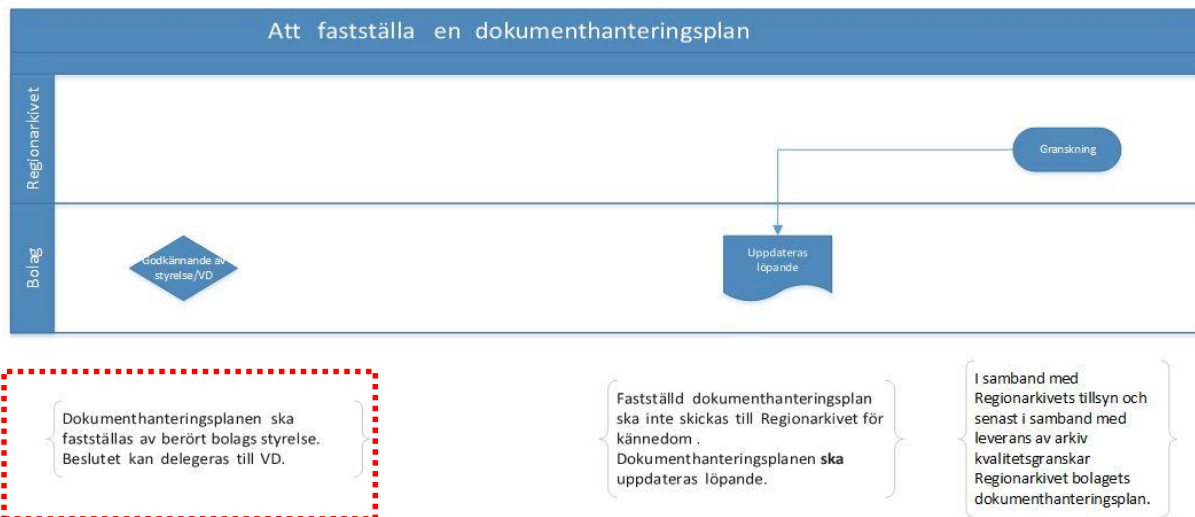 Att fastställa en dokumenthanteringsplan
Regionarkivet
Granskning
Bolag
Godkännande av
styrelse/VD
Uppdateras
löpande
Dokumenthanteringsplanen ska
fastställas av berört bolags styrelse.
Beslutet kan delegeras till VD.
Fastställd dokumenthanteringsplan
ska inte skickas till Regionarkivet för
kännedom .
Dokumenthanteringsplanen ska
uppdateras löpande.
I samband med
Regionarkivets tillsyn och
senast i samband med
leverans av arkiv
kvalitetsgranskar
Regionarkivet bolagets
dokumenthanteringsplan.